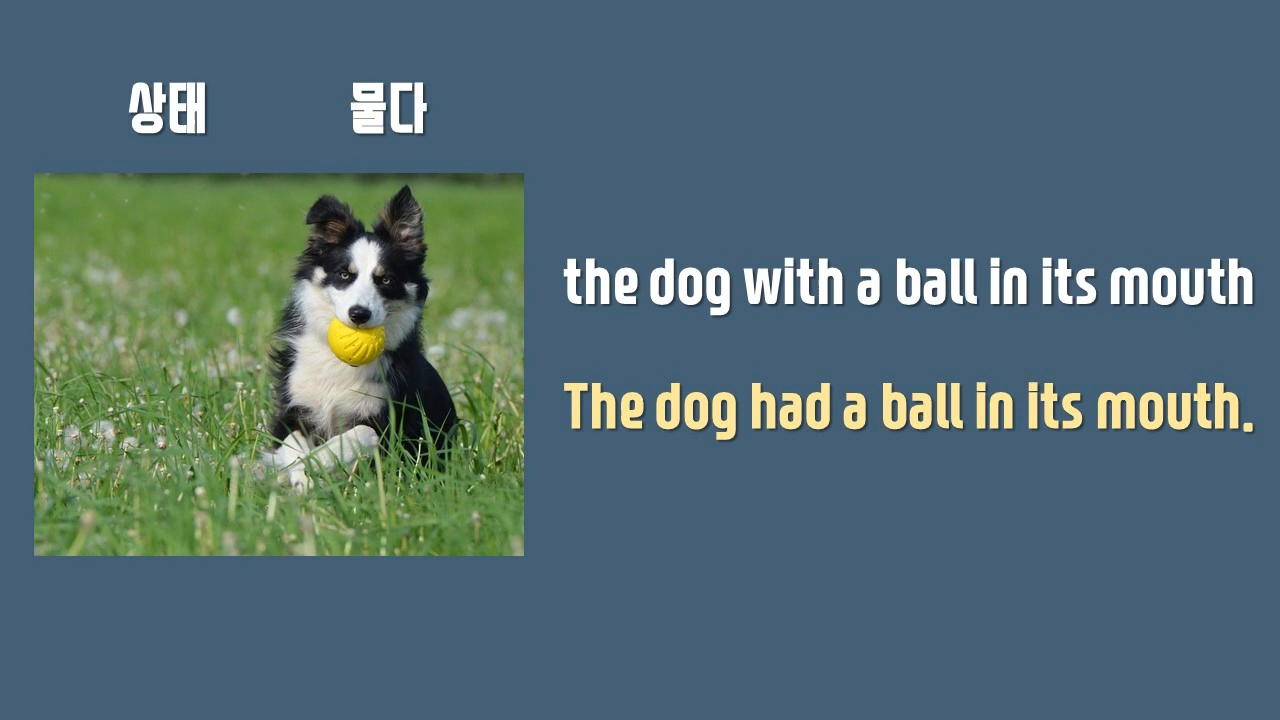 상태 물다
the dog with a ball in its mouth
The dog had a ball in its mouth.